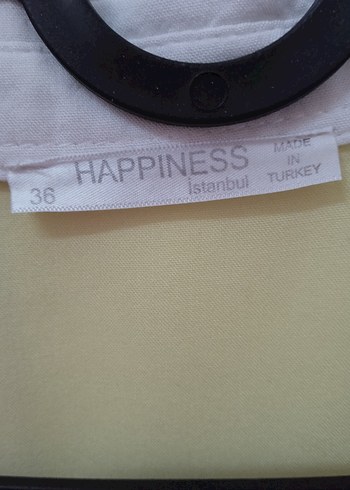 36
HAPPINESS
İstanbul
MADE
IN
TURKEY